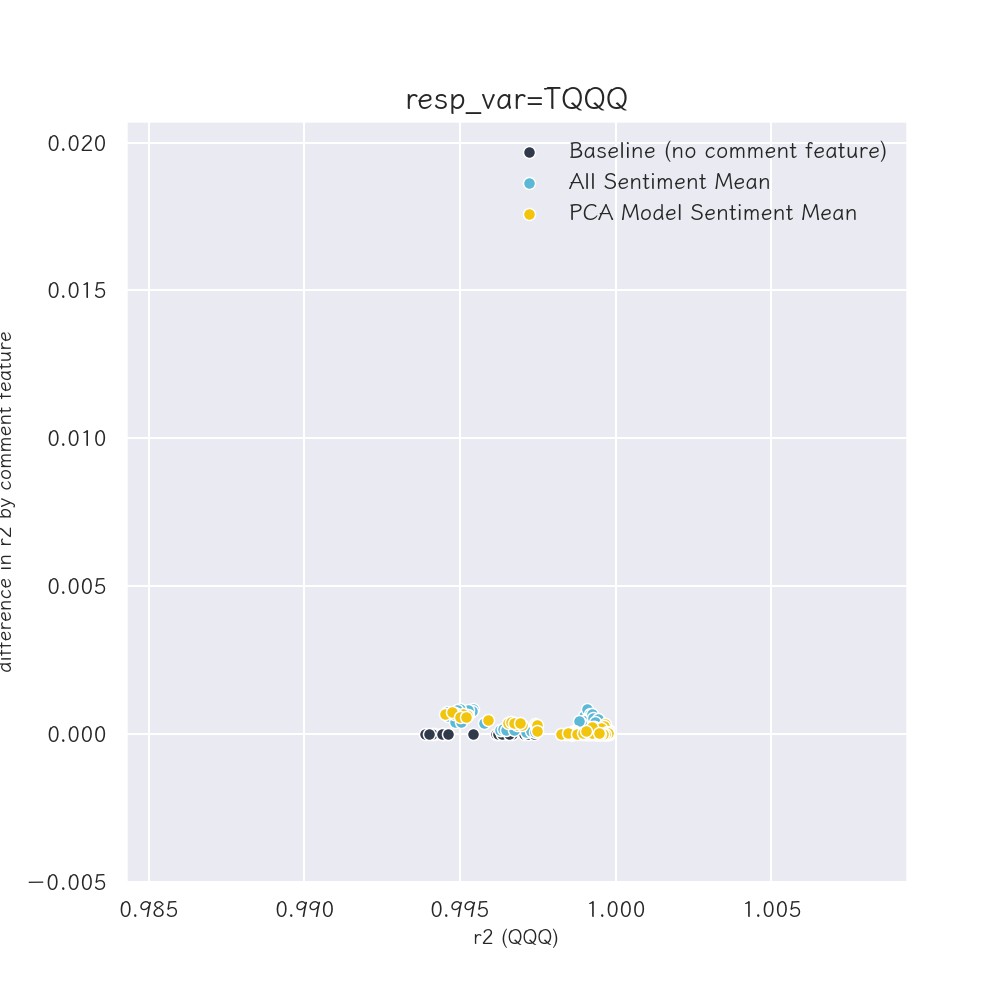 resp_var=TQQQ
0.020
0.015
0.010
0.005
0.000
−0.005
Baseline (no comment feature)
All Sentiment Mean
PCA Model Sentiment Mean
difference in r2 by comment feature
0.985 0.990 0.995 1.000 1.005
r2 (QQQ)